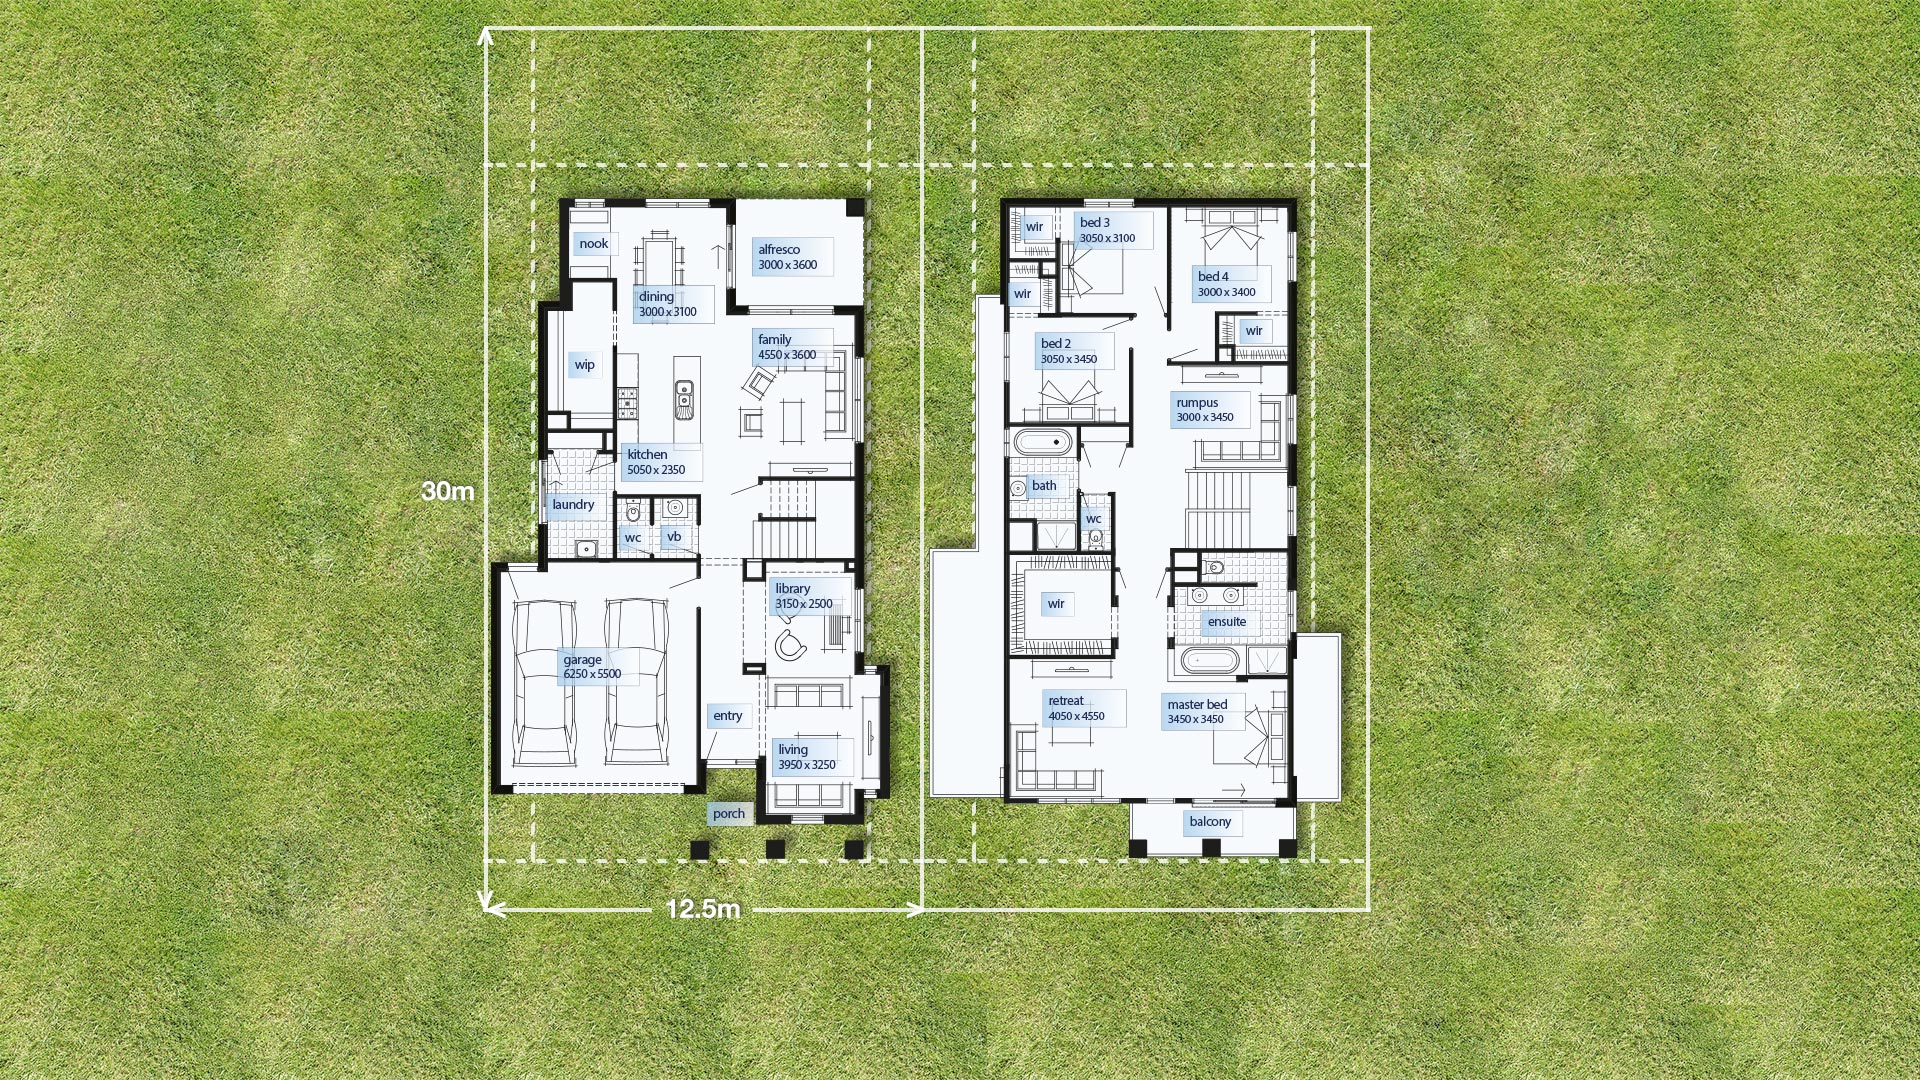 nook
alfresco
3000 x 3600
dining
3000 x 3100
family
4550 x 3600
wip
kitchen
5050 x 2350
laundry
wc
vb
library
3150 x 2500
garage
6250 x 5500
entry
living
3950 x 3250
porch
30m
12.5m
wir
bed 3
3050 x 3100
bed 4
3000 x 3400
wir
wir
bed 2
3050 x 3450
rumpus
3000 x 3450
bath
wc
wir
ensuite
retreat
4050 x 4550
master bed
3450 x 3450
balcony